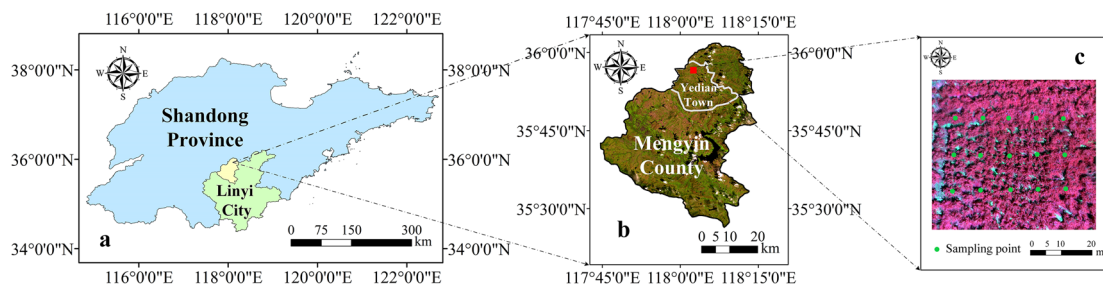 116°0'0"E 118°0'0"E 120°0'0"E 122°0'0"E
38°0'0"N
36°0'0"N
34°0'0"N
N
W E
S
Shandong
Province
Linyi
City
a
0 75 150 300
km
38°0'0"N
36°0'0"N
34°0'0"N
116°0'0"E 118°0'0"E 120°0'0"E 122°0'0"E
117°45'0"E 118°0'0"E 118°15'0"E
36°0'0"N
35°45'0"N
35°30'0"N
N
W E
S
Yedian
Town
Mengyin
County
b
0 5 10 20
km
36°0'0"N
35°45'0"N
35°30'0"N
117°45'0"E 118°0'0"E 118°15'0"E
N
W E
S
c
Sampling point
0 5 10 20
m